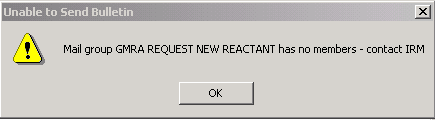 Unable to Send Bulletin
Mail group GMRA REQUEST NEW REACTANT has no members - contact IRM
OK